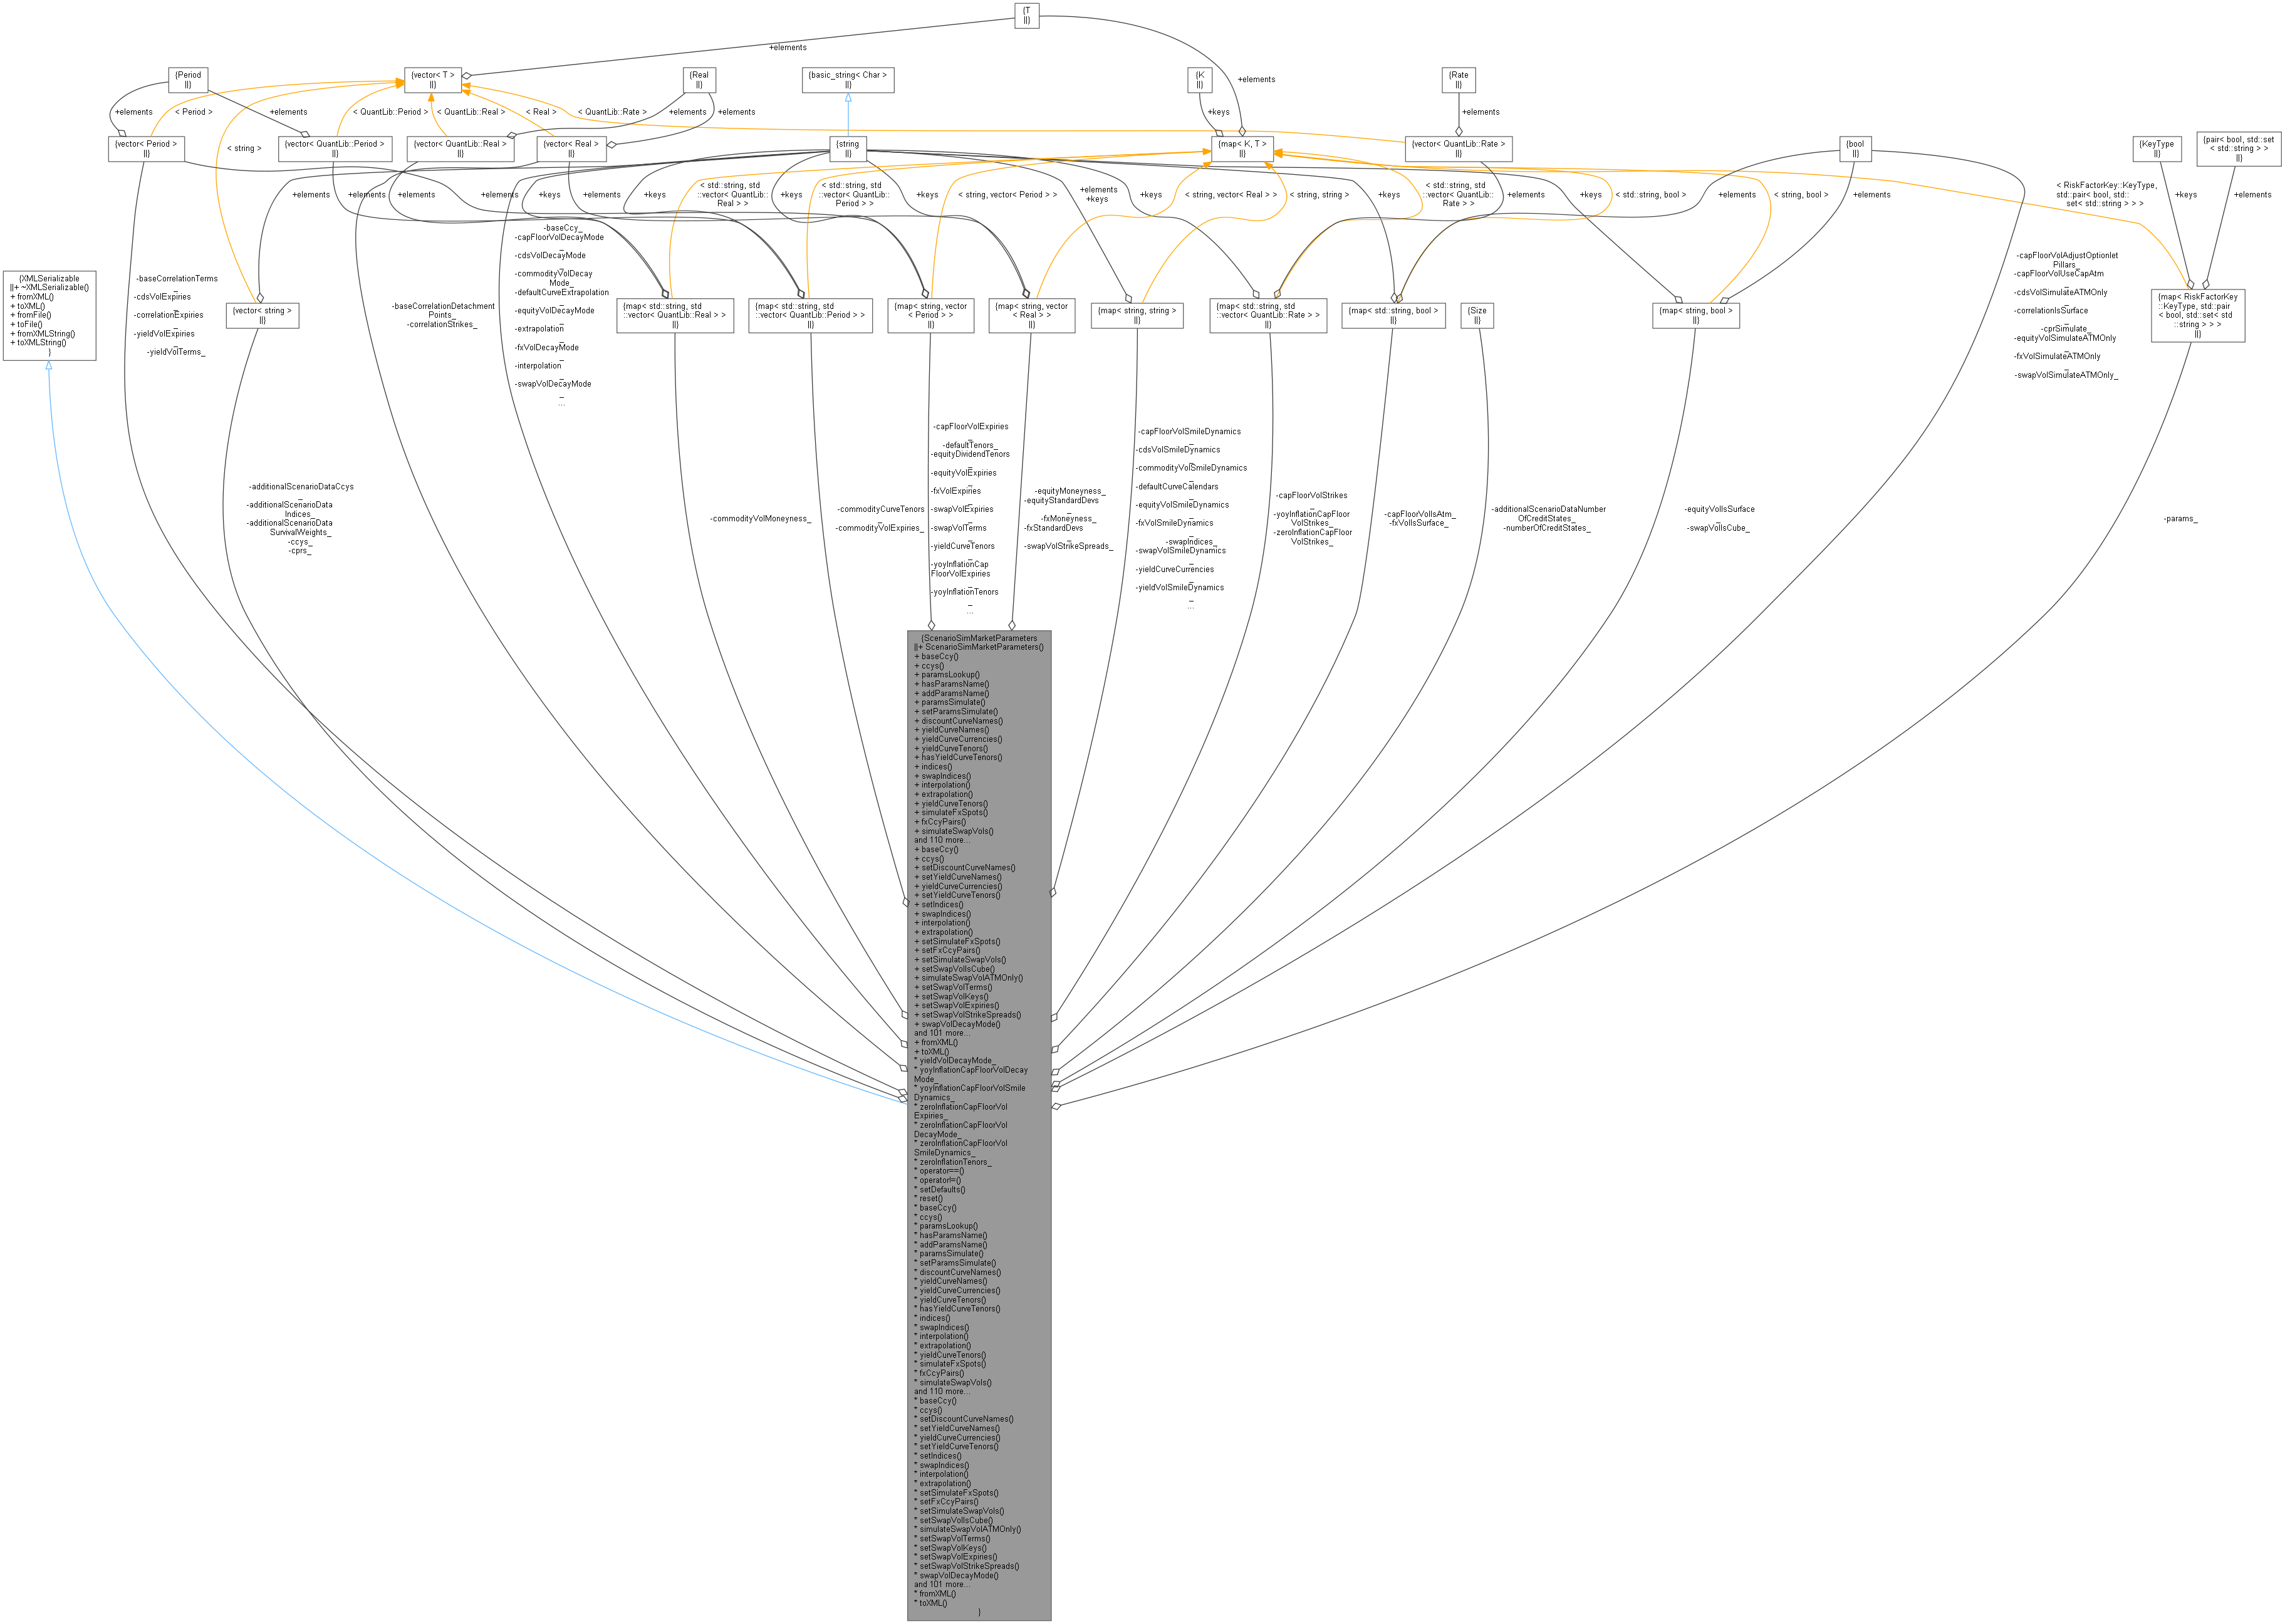 {T
||}
+elements
{Period
||}
{vector< T >
||}
{Real
||}
{basic_string< Char >
||}
{K
||}
+elements
{Rate
||}
+elements
< Period >
+elements
< QuantLib::Period >
< QuantLib::Real >
< Real >
+elements
+elements
< QuantLib::Rate >
+keys
+elements
{vector< Period >
||}
< string >
{vector< QuantLib::Period >
||}
{vector< QuantLib::Real >
||}
{vector< Real >
||}
{string
||}
{map< K, T >
||}
{vector< QuantLib::Rate >
||}
{bool
||}
{KeyType
||}
{pair< bool, std::set
< std::string > >
||}
+elements
+elements
+elements
+elements
+keys
+elements
+keys
< std::string, std
::vector< QuantLib::
Real > >
+keys
< std::string, std
::vector< QuantLib::
Period > >
+keys
< string, vector< Period > >
+elements
+keys
+keys
< string, vector< Real > >
< string, string >
+keys
< std::string, std
::vector< QuantLib::
Rate > >
+elements
+keys
< std::string, bool >
+elements
< string, bool >
+elements
< RiskFactorKey::KeyType,
std::pair< bool, std::
set< std::string > > >
+keys
+elements
{XMLSerializable
||+ ~XMLSerializable()
+ fromXML()
+ toXML()
+ fromFile()
+ toFile()
+ fromXMLString()
+ toXMLString()
}
-baseCorrelationTerms
_
-cdsVolExpiries
_
-correlationExpiries
_
-yieldVolExpiries
_
-yieldVolTerms_
{vector< string >
||}
-baseCorrelationDetachment
Points_
-correlationStrikes_
-baseCcy_
-capFloorVolDecayMode
_
-cdsVolDecayMode
_
-commodityVolDecay
Mode_
-defaultCurveExtrapolation
_
-equityVolDecayMode
_
-extrapolation
_
-fxVolDecayMode
_
-interpolation
_
-swapVolDecayMode
_
...
{map< std::string, std
::vector< QuantLib::Real > >
||}
{map< std::string, std
::vector< QuantLib::Period > >
||}
{map< string, vector
< Period > >
||}
{map< string, vector
< Real > >
||}
{map< string, string >
||}
{map< std::string, std
::vector< QuantLib::Rate > >
||}
{map< std::string, bool >
||}
{Size
||}
{map< string, bool >
||}
-capFloorVolAdjustOptionlet
Pillars_
-capFloorVolUseCapAtm
_
-cdsVolSimulateATMOnly
_
-correlationIsSurface
_
-cprSimulate_
-equityVolSimulateATMOnly
_
-fxVolSimulateATMOnly
_
-swapVolSimulateATMOnly_
{map< RiskFactorKey
::KeyType, std::pair
< bool, std::set< std
::string > > >
||}
-additionalScenarioDataCcys
_
-additionalScenarioData
Indices_
-additionalScenarioData
SurvivalWeights_
-ccys_
-cprs_
-commodityVolMoneyness_
-commodityCurveTenors
_
-commodityVolExpiries_
-capFloorVolExpiries
_
-defaultTenors_
-equityDividendTenors
_
-equityVolExpiries
_
-fxVolExpiries
_
-swapVolExpiries
_
-swapVolTerms
_
-yieldCurveTenors
_
-yoyInflationCap
FloorVolExpiries
_
-yoyInflationTenors
_
...
-equityMoneyness_
-equityStandardDevs
_
-fxMoneyness_
-fxStandardDevs
_
-swapVolStrikeSpreads_
-capFloorVolSmileDynamics
_
-cdsVolSmileDynamics
_
-commodityVolSmileDynamics
_
-defaultCurveCalendars
_
-equityVolSmileDynamics
_
-fxVolSmileDynamics
_
-swapIndices_
-swapVolSmileDynamics
_
-yieldCurveCurrencies
_
-yieldVolSmileDynamics
_
...
-capFloorVolStrikes
_
-yoyInflationCapFloor
VolStrikes_
-zeroInflationCapFloor
VolStrikes_
-capFloorVolIsAtm_
-fxVolIsSurface_
-additionalScenarioDataNumber
OfCreditStates_
-numberOfCreditStates_
-equityVolIsSurface
_
-swapVolIsCube_
-params_
{ScenarioSimMarketParameters
||+ ScenarioSimMarketParameters()
+ baseCcy()
+ ccys()
+ paramsLookup()
+ hasParamsName()
+ addParamsName()
+ paramsSimulate()
+ setParamsSimulate()
+ discountCurveNames()
+ yieldCurveNames()
+ yieldCurveCurrencies()
+ yieldCurveTenors()
+ hasYieldCurveTenors()
+ indices()
+ swapIndices()
+ interpolation()
+ extrapolation()
+ yieldCurveTenors()
+ simulateFxSpots()
+ fxCcyPairs()
+ simulateSwapVols()
and 110 more...
+ baseCcy()
+ ccys()
+ setDiscountCurveNames()
+ setYieldCurveNames()
+ yieldCurveCurrencies()
+ setYieldCurveTenors()
+ setIndices()
+ swapIndices()
+ interpolation()
+ extrapolation()
+ setSimulateFxSpots()
+ setFxCcyPairs()
+ setSimulateSwapVols()
+ setSwapVolIsCube()
+ simulateSwapVolATMOnly()
+ setSwapVolTerms()
+ setSwapVolKeys()
+ setSwapVolExpiries()
+ setSwapVolStrikeSpreads()
+ swapVolDecayMode()
and 101 more...
+ fromXML()
+ toXML()
* yieldVolDecayMode_
* yoyInflationCapFloorVolDecay
Mode_
* yoyInflationCapFloorVolSmile
Dynamics_
* zeroInflationCapFloorVol
Expiries_
* zeroInflationCapFloorVol
DecayMode_
* zeroInflationCapFloorVol
SmileDynamics_
* zeroInflationTenors_
* operator==()
* operator!=()
* setDefaults()
* reset()
* baseCcy()
* ccys()
* paramsLookup()
* hasParamsName()
* addParamsName()
* paramsSimulate()
* setParamsSimulate()
* discountCurveNames()
* yieldCurveNames()
* yieldCurveCurrencies()
* yieldCurveTenors()
* hasYieldCurveTenors()
* indices()
* swapIndices()
* interpolation()
* extrapolation()
* yieldCurveTenors()
* simulateFxSpots()
* fxCcyPairs()
* simulateSwapVols()
and 110 more...
* baseCcy()
* ccys()
* setDiscountCurveNames()
* setYieldCurveNames()
* yieldCurveCurrencies()
* setYieldCurveTenors()
* setIndices()
* swapIndices()
* interpolation()
* extrapolation()
* setSimulateFxSpots()
* setFxCcyPairs()
* setSimulateSwapVols()
* setSwapVolIsCube()
* simulateSwapVolATMOnly()
* setSwapVolTerms()
* setSwapVolKeys()
* setSwapVolExpiries()
* setSwapVolStrikeSpreads()
* swapVolDecayMode()
and 101 more...
* fromXML()
* toXML()
}